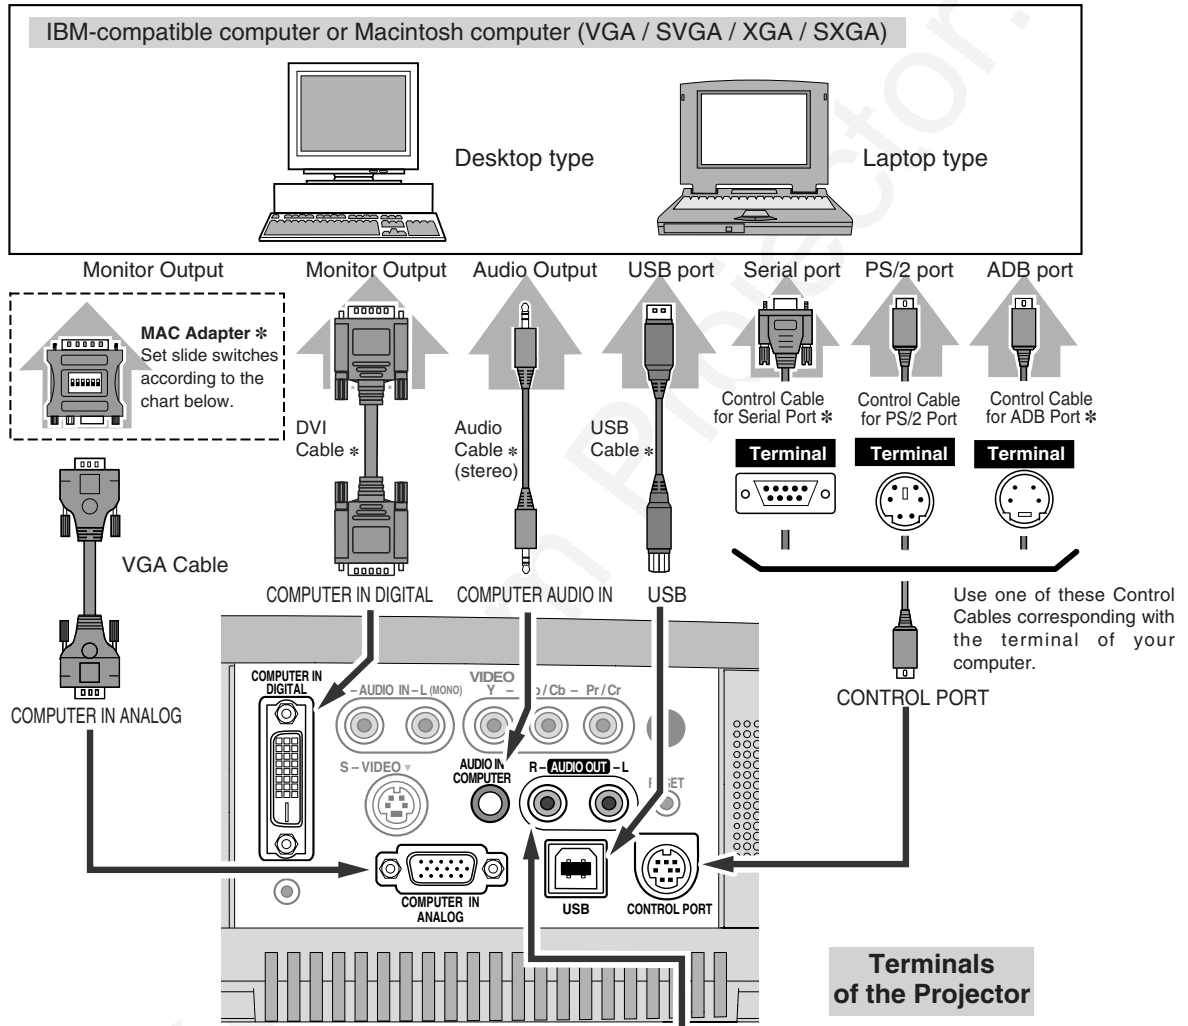 IBM-compatible computer or Macintosh computer (VGA / SVGA / XGA / SXGA)
Desktop type
Laptop type
Monitor Output
Monitor Output
Audio Output
USB port
Serial port
PS/2 port
ADB port
MAC Adapter ✻
Set slide switches
according to the
chart below.
DVI
Cable ✻
Audio
Cable ✻
(stereo)
USB
Cable ✻
Control Cable
for Serial Port ✻
Control Cable
for PS/2 Port
Control Cable
for ADB Port ✻
Terminal
Terminal
Terminal
VGA Cable
COMPUTER IN DIGITAL
COMPUTER AUDIO IN
USB
Use one of these Control
Cables corresponding with
the terminal of your
computer.
COMPUTER IN ANALOG
CONTROL PORT
COMPUTER IN
DIGITAL
– AUDIO IN – L (MONO)
VIDEO
Y – / Cb – Pr / Cr
S – VIDEO ▼
AUDIO IN
COMPUTER
R – AUDIO OUT – L
COMPUTER IN
ANALOG
USB
CONTROL PORT
Terminals
of the Projector